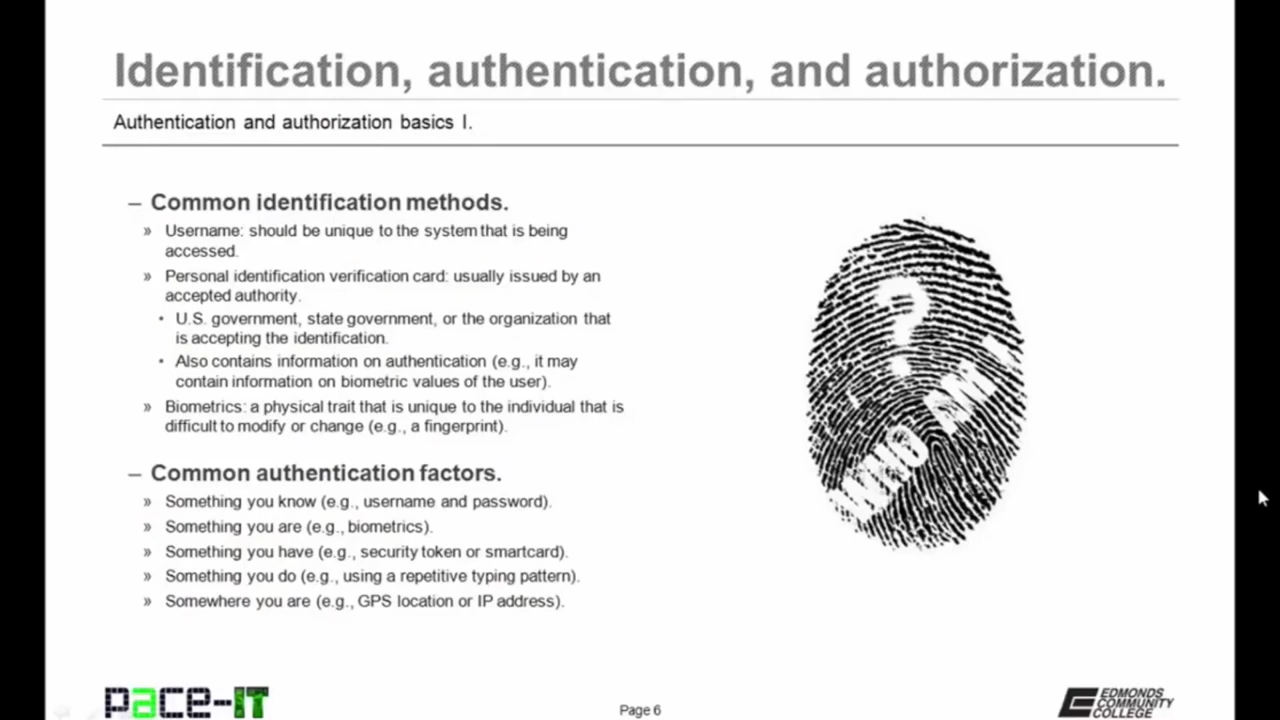 Identification, authentication, and authorization.
Authentication and authorization basics I.
– Common identification methods.
» Username: should be unique to the system that is being
accessed.
» Personal identification verification card: usually issued by an
accepted authority.
• U.S. government, state government, or the organization that
is accepting the identification.
• Also contains information on authentication (e.g., it may
contain information on biometric values of the user).
» Biometrics: a physical trait that is unique to the individual that is
difficult to modify or change (e.g., a fingerprint).
– Common authentication factors.
» Something you know (e.g., username and password).
» Something you are (e.g., biometrics).
» Something you have (e.g., security token or smartcard).
» Something you do (e.g., using a repetitive typing pattern).
» Somewhere you are (e.g., GPS location or IP address).
?
pace-IT
Page 6
EDMONDS
COMMUNITY
COLLEGE